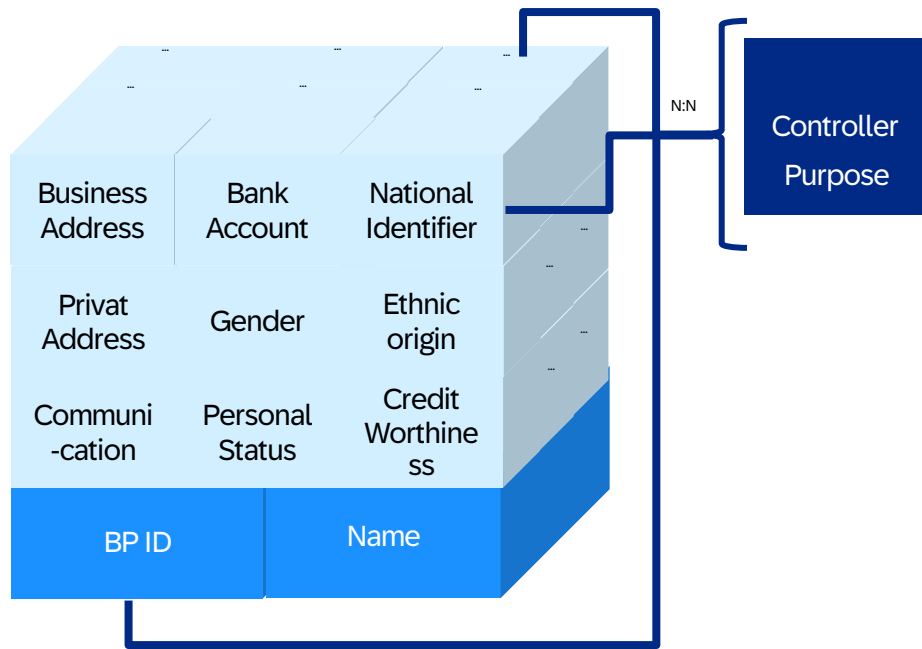 ...
...
...
...
...
...
N:N
Controller
Purpose
Business
Address
Bank
Account
National
Identifier
...
...
Privat
Address
Gender
Ethnic
origin
...
...
Communi
-cation
Personal
Status
Credit
Worthine
ss
BP ID
Name